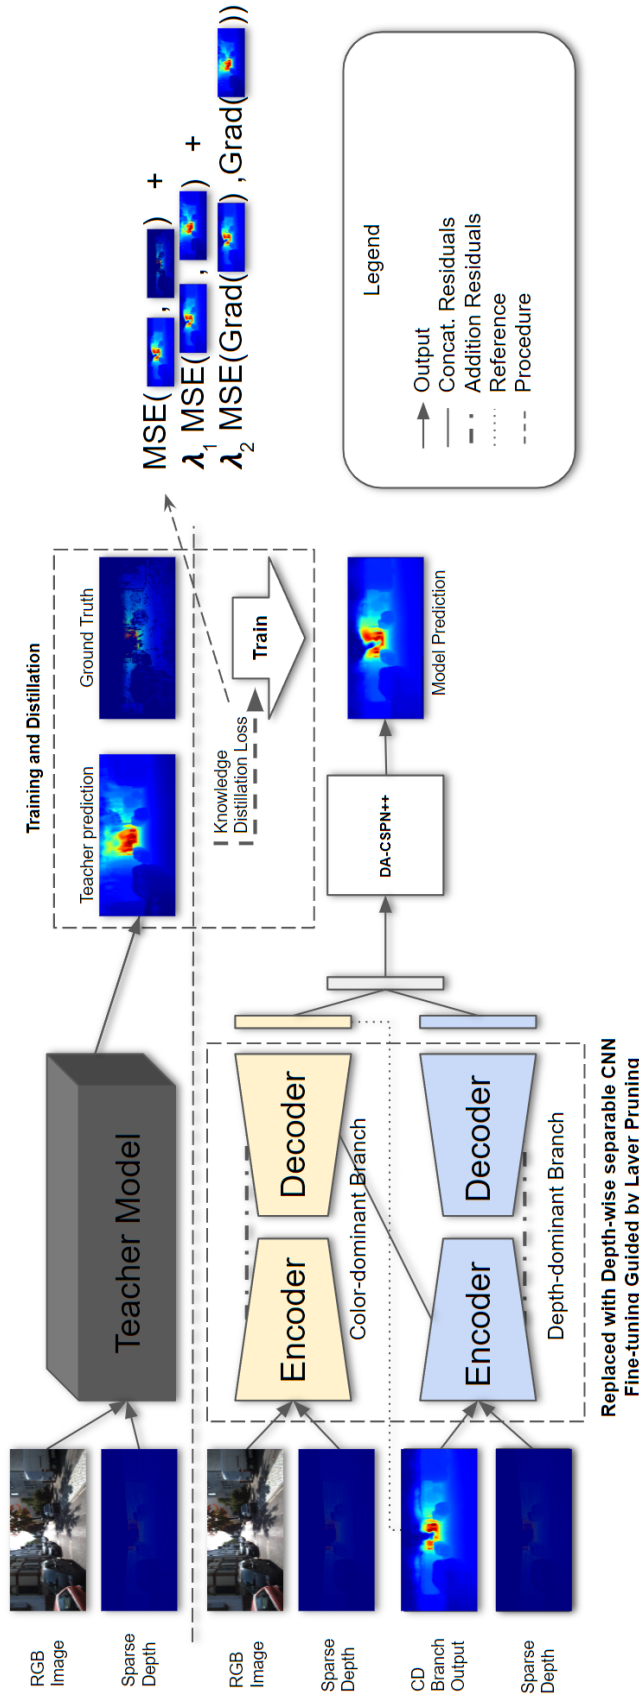 RGB
Image
Sparse
Depth
Teacher Model
Training and Distillation
Teacher prediction
Ground Truth
Knowledge
Distillation Loss
Train
MSE( , ) +
λ1 MSE( , ) +
λ2 MSE(Grad( ),Grad( ))
RGB
Image
Sparse
Depth
Encoder
Decoder
Color-dominant Branch
CD
Branch
Output
Sparse
Depth
Encoder
Decoder
Depth-dominant Branch
DA-CSPN++
Model Prediction
Replaced with Depth-wise separable CNN
Fine-tuning Guided by Layer Pruning
Legend
Output
Concat. Residuals
Addition Residuals
Reference
Procedure